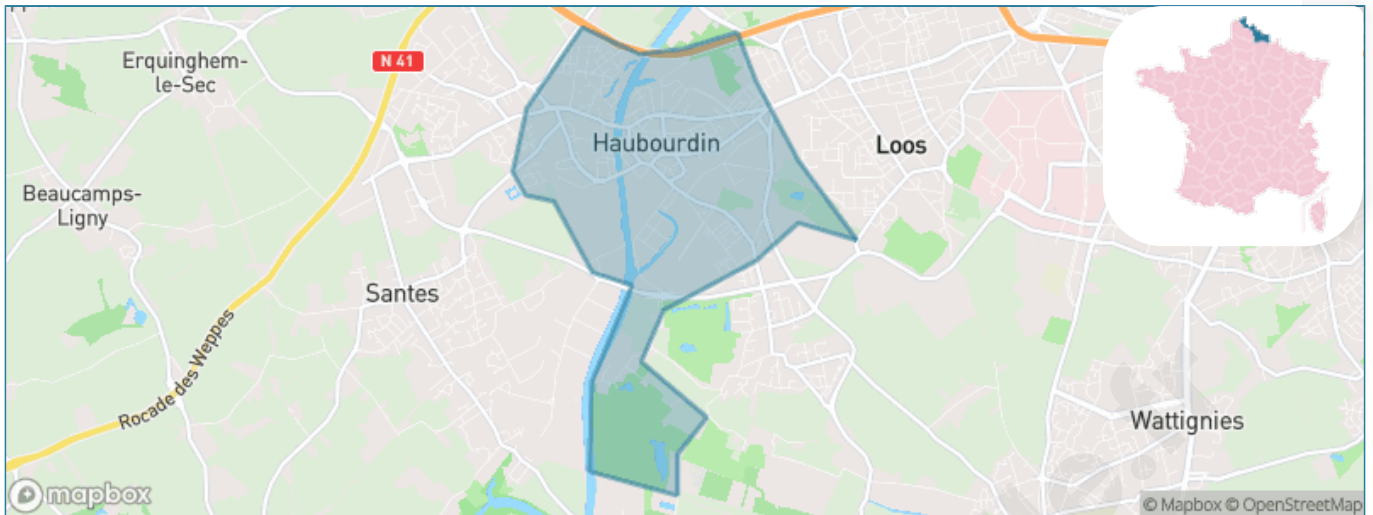 Erquinghem-
le-Sec
N 41
Haubourdin
Loos
Beaucamps-
Ligny
Santes
Rocade des Weppes
Wattignies
mapbox
© Mapbox © OpenStreetMap